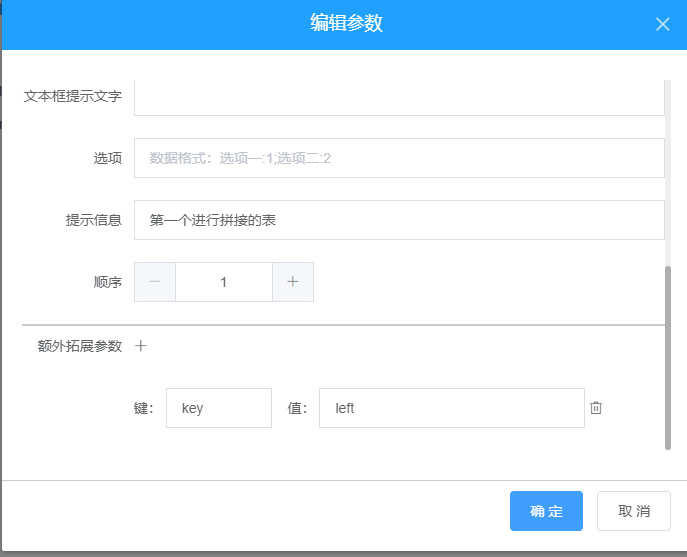 编辑参数
文本框提示文字
选项 数据格式：选项一:1;选项二:2
提示信息 第一个进行拼接的表
顺序 1
额外拓展参数
键： key 值： left
确 定 取 消